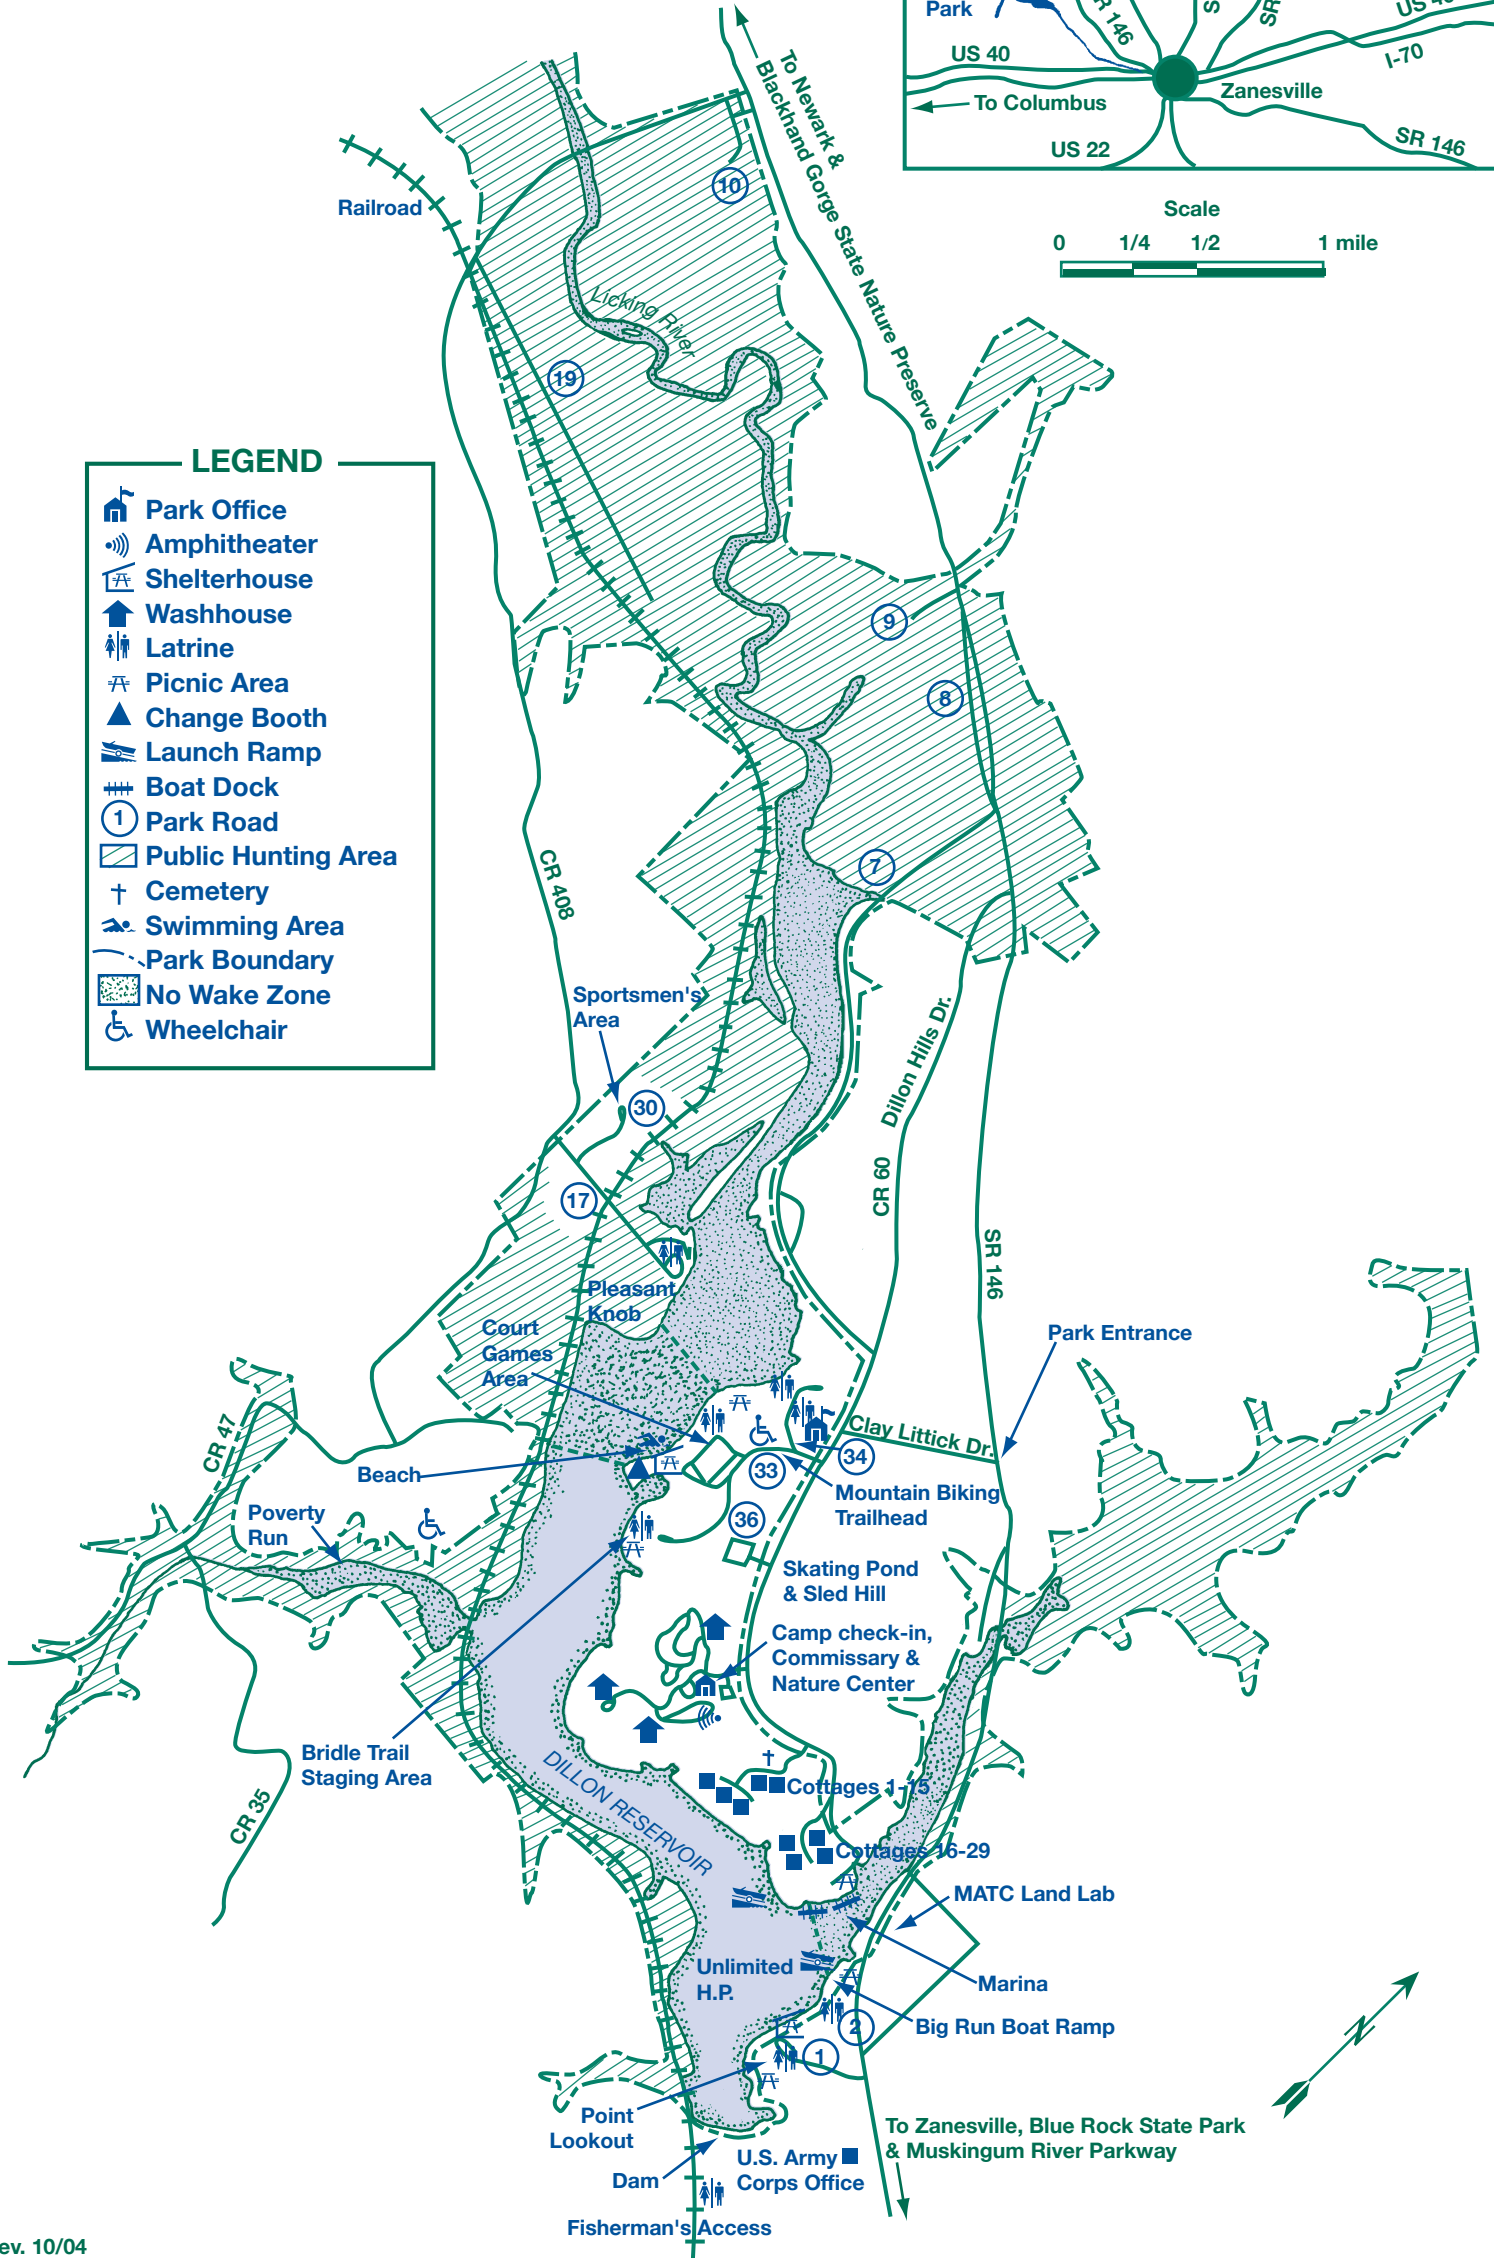 Park
SR 146
US 40
I-70
US 40
To Columbus
Zanesville
US 22
SR 146
Scale
0 1/4 1/2 1 mile
To Newark &
Blackhand Gorge State Nature Preserve
10
Railroad
Licking River
19
LEGEND
Park Office
Amphitheater
Shelterhouse
Washhouse
Latrine
Picnic Area
Change Booth
Launch Ramp
Boat Dock
1 Park Road
Public Hunting Area
Cemetery
Swimming Area
Park Boundary
No Wake Zone
Wheelchair
9
8
7
CR 408
Sportsmen's
Area
30
Dillon Hills Dr.
CR 60
17
SR 146
Pleasant
Knob
Court
Games
Area
Park Entrance
CR 47
Clay Littick Dr.
34
33
Beach
Mountain Biking
Trailhead
Poverty
Run
36
Skating Pond
& Sled Hill
Camp check-in,
Commissary &
Nature Center
Bridle Trail
Staging Area
DILLON RESERVOIR
Cottages 1-15
CR 35
Cottages 16-29
MATC Land Lab
Unlimited
H.P.
Marina
Big Run Boat Ramp
2
1
Point
Lookout
To Zanesville, Blue Rock State Park
& Muskingum River Parkway
Dam
U.S. Army
Corps Office
Fisherman's Access
ev. 10/04